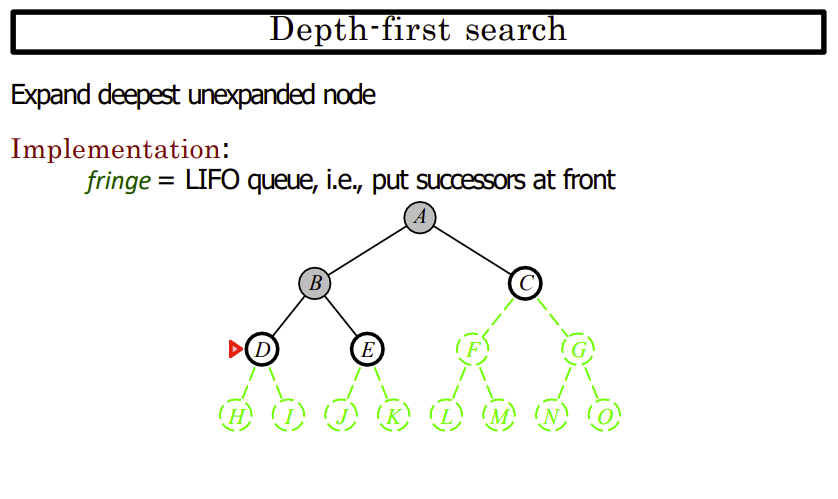 Depth-first search
Expand deepest unexpanded node
Implementation:
fringe = LIFO queue, i.e., put successors at front
A
B C
D E F G
H I J K L M N O